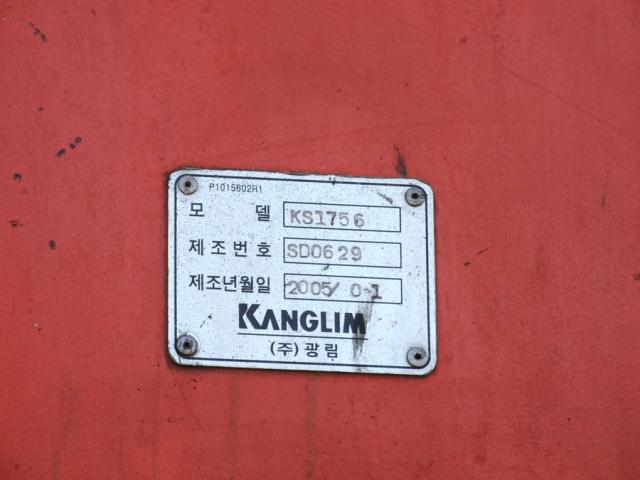 P1015602R1
모 델 KS1756
제조번호 SD0629
제조년월일 2005/ 0-1
KANGLIM
(주) 광림